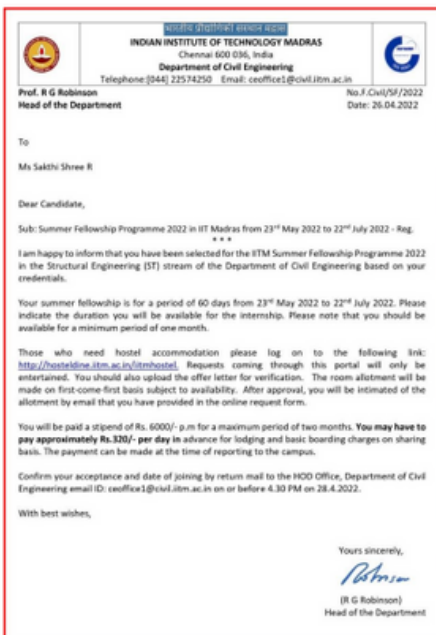 भारतीय प्रौद्योगिकी संस्थान मद्रास
INDIAN INSTITUTE OF TECHNOLOGY MADRAS
Chennai 600 036, India
Department of Civil Engineering
Telephone:[044] 22574250 Email: ceoffice1@civil.iitm.ac.in
Prof. R G Robinson
Head of the Department
No.F.Civil/SF/2022
Date: 26.04.2022
To
Ms Sakthi Shree R
Dear Candidate,
Sub: Summer Fellowship Programme 2022 in IIT Madras from 23rd May 2022 to 22nd July 2022 - Reg.
* * *
I am happy to inform that you have been selected for the IITM Summer Fellowship Programme 2022
in the Structural Engineering (ST) stream of the Department of Civil Engineering based on your
credentials.
Your summer fellowship is for a period of 60 days from 23rd May 2022 to 22nd July 2022. Please
indicate the duration you will be available for the internship. Please note that you should be
available for a minimum period of one month.
Those who need hostel accommodation please log on to the following link:
http://hosteldine.iitm.ac.in/iitmhostel. Requests coming through this portal will only be
entertained. You should also upload the offer letter for verification. The room allotment will be
made on first-come-first basis subject to availability. After approval, you will be intimated of the
allotment by email that you have provided in the online request form.
You will be paid a stipend of Rs. 6000/- p.m for a maximum period of two months. You may have to
pay approximately Rs.320/- per day in advance for lodging and basic boarding charges on sharing
basis. The payment can be made at the time of reporting to the campus.
Confirm your acceptance and date of joining by return mail to the HOD Office, Department of Civil
Engineering email ID: ceoffice1@civil.iitm.ac.in on or before 4.30 PM on 28.4.2022.
With best wishes,
Yours sincerely,
Robinson
(R G Robinson)
Head of the Department